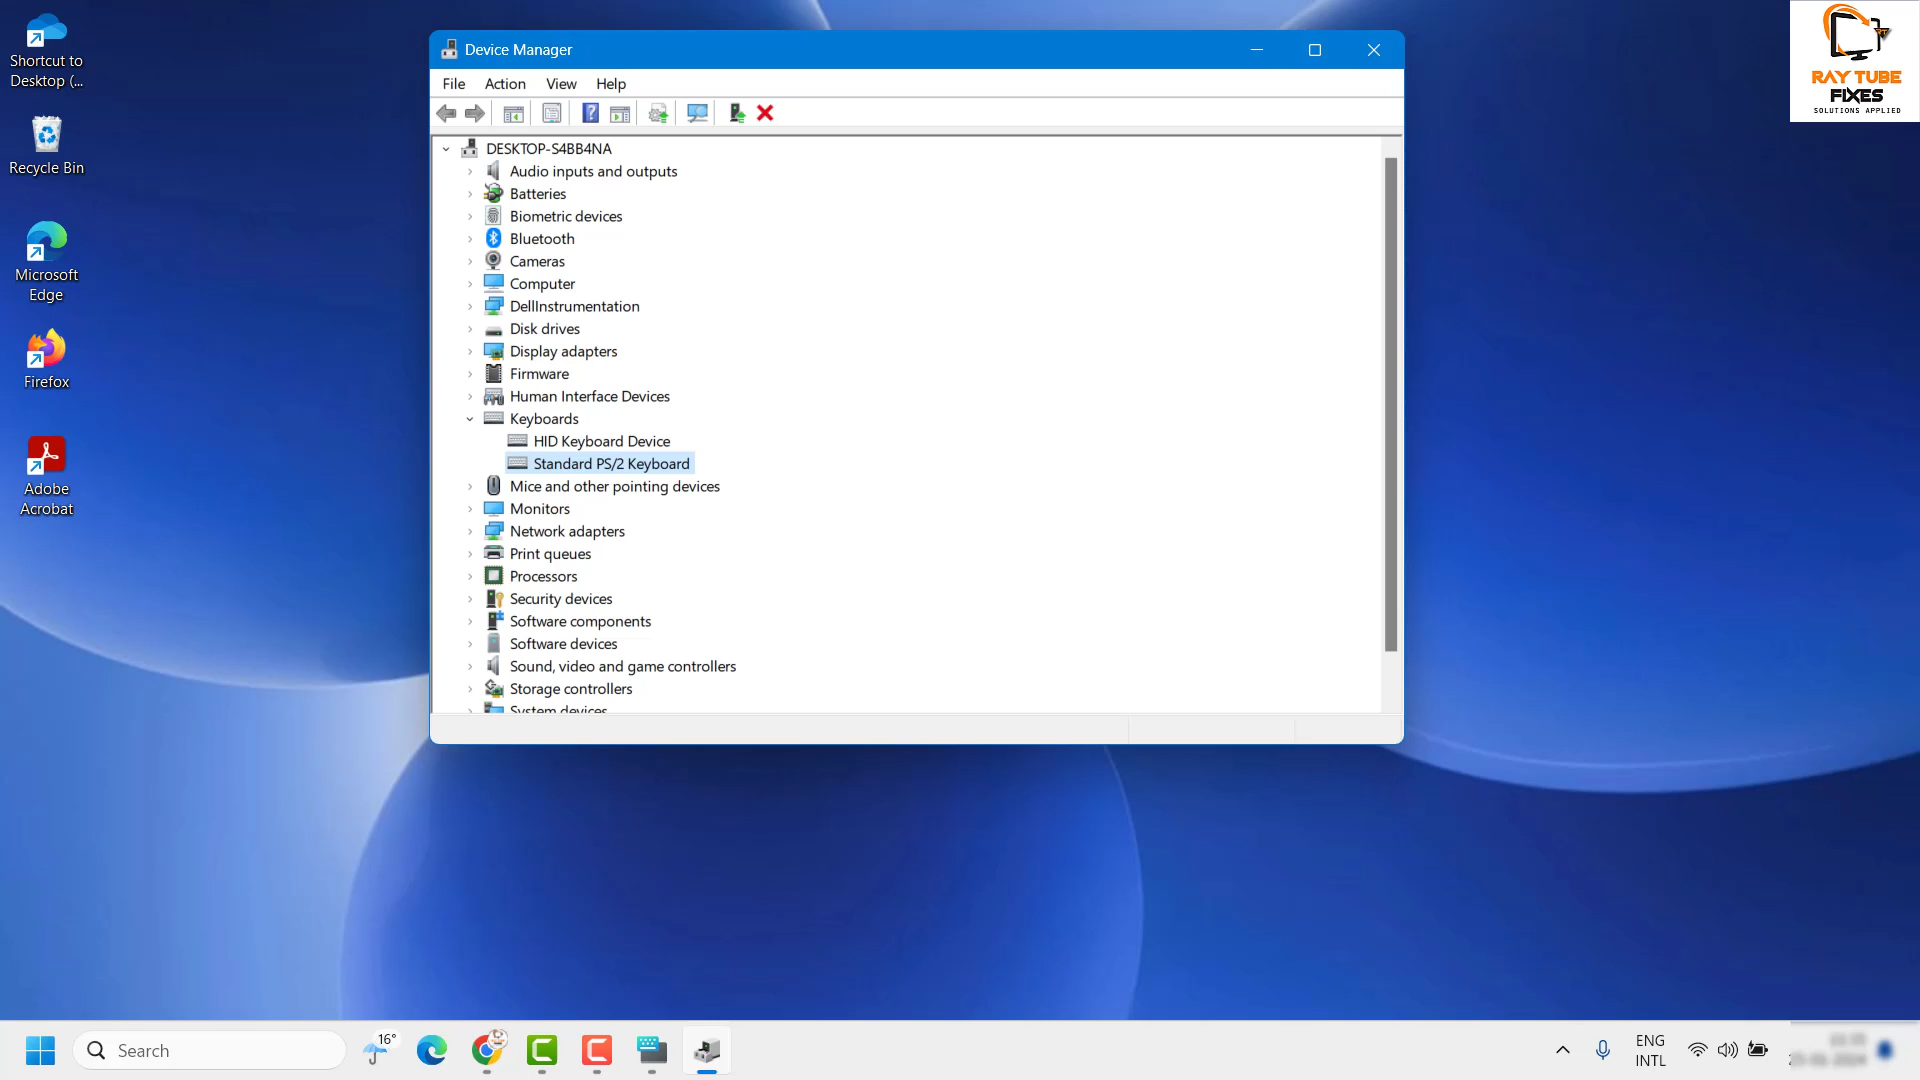 Shortcut to
Desktop (...
Recycle Bin
Microsoft
Edge
Firefox
Adobe
Acrobat
Device Manager
File Action View Help
DESKTOP-S4BB4NA
Audio inputs and outputs
Batteries
Biometric devices
Bluetooth
Cameras
Computer
DellInstrumentation
Disk drives
Display adapters
Firmware
Human Interface Devices
Keyboards
HID Keyboard Device
Standard PS/2 Keyboard
Mice and other pointing devices
Monitors
Network adapters
Print queues
Processors
Security devices
Software components
Software devices
Sound, video and game controllers
Storage controllers
System devices
RAY TUBE
FIXES
SOLUTIONS APPLIED
Search
16°
ENG
INTL